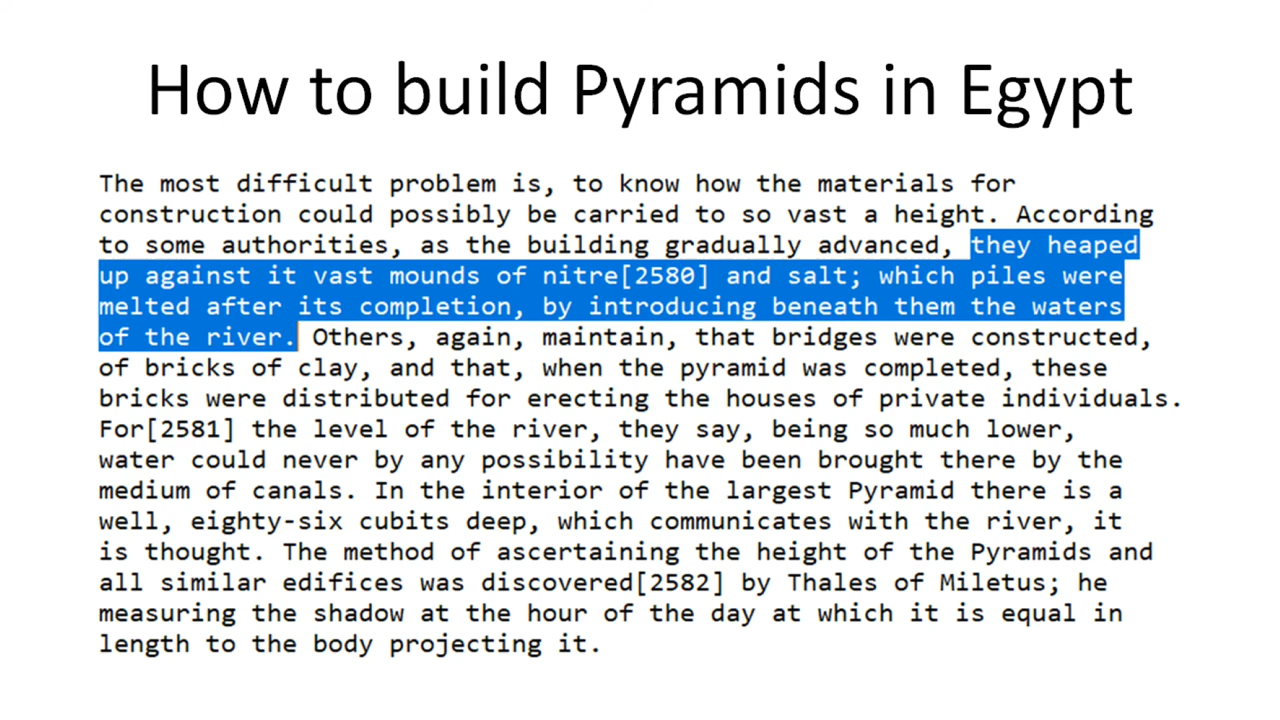 How to build Pyramids in Egypt
The most difficult problem is, to know how the materials for
construction could possibly be carried to so vast a height. According
to some authorities, as the building gradually advanced, they heaped
up against it vast mounds of nitre[2580] and salt; which piles were
melted after its completion, by introducing beneath them the waters
of the river. Others, again, maintain, that bridges were constructed,
of bricks of clay, and that, when the pyramid was completed, these
bricks were distributed for erecting the houses of private individuals.
For[2581] the level of the river, they say, being so much lower,
water could never by any possibility have been brought there by the
medium of canals. In the interior of the largest Pyramid there is a
well, eighty-six cubits deep, which communicates with the river, it
is thought. The method of ascertaining the height of the Pyramids and
all similar edifices was discovered[2582] by Thales of Miletus; he
measuring the shadow at the hour of the day at which it is equal in
length to the body projecting it.